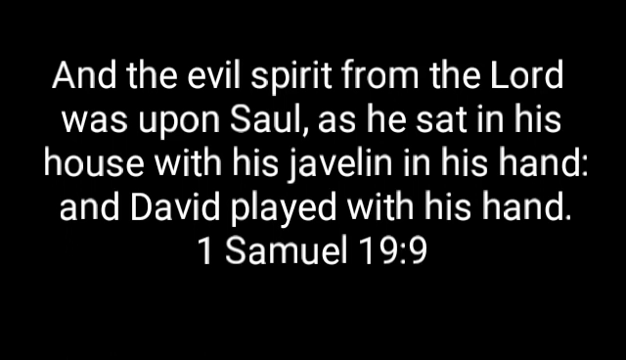 And the evil spirit from the Lord
was upon Saul, as he sat in his
house with his javelin in his hand:
and David played with his hand.
1 Samuel 19:9